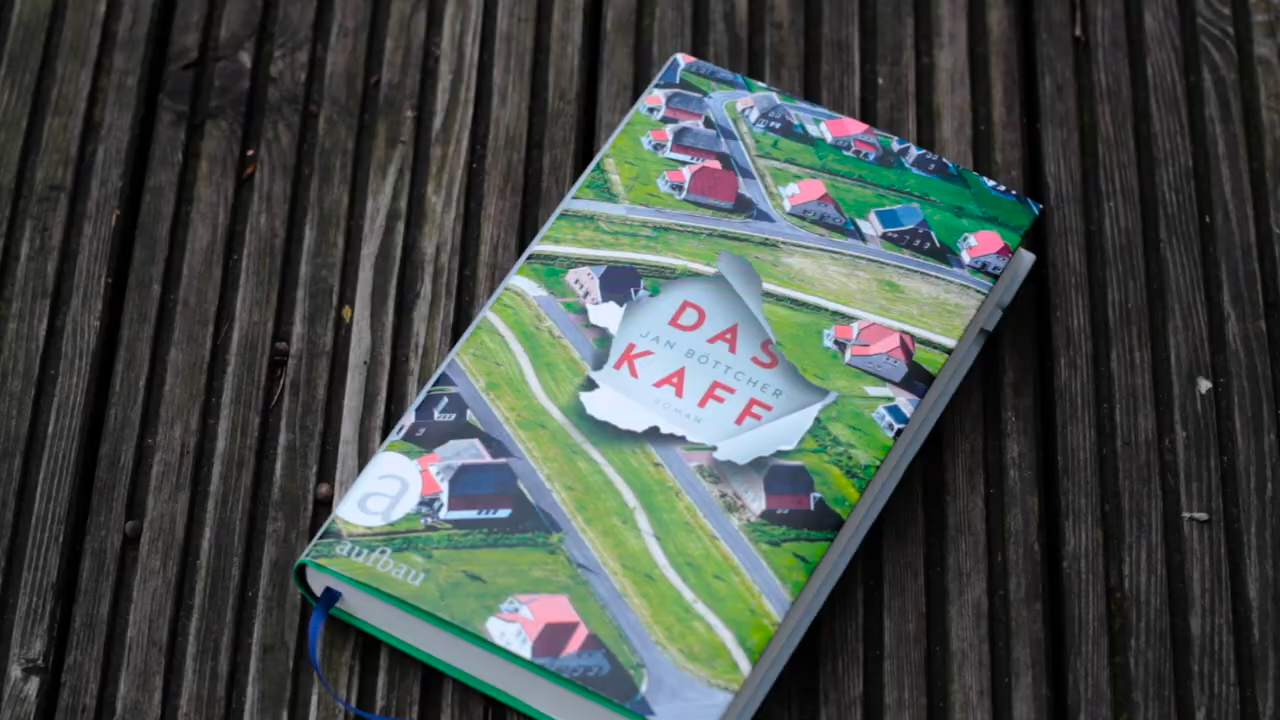 DAS
JAN BÖTTCHER
KAFF
ROMAN
a
aufbau